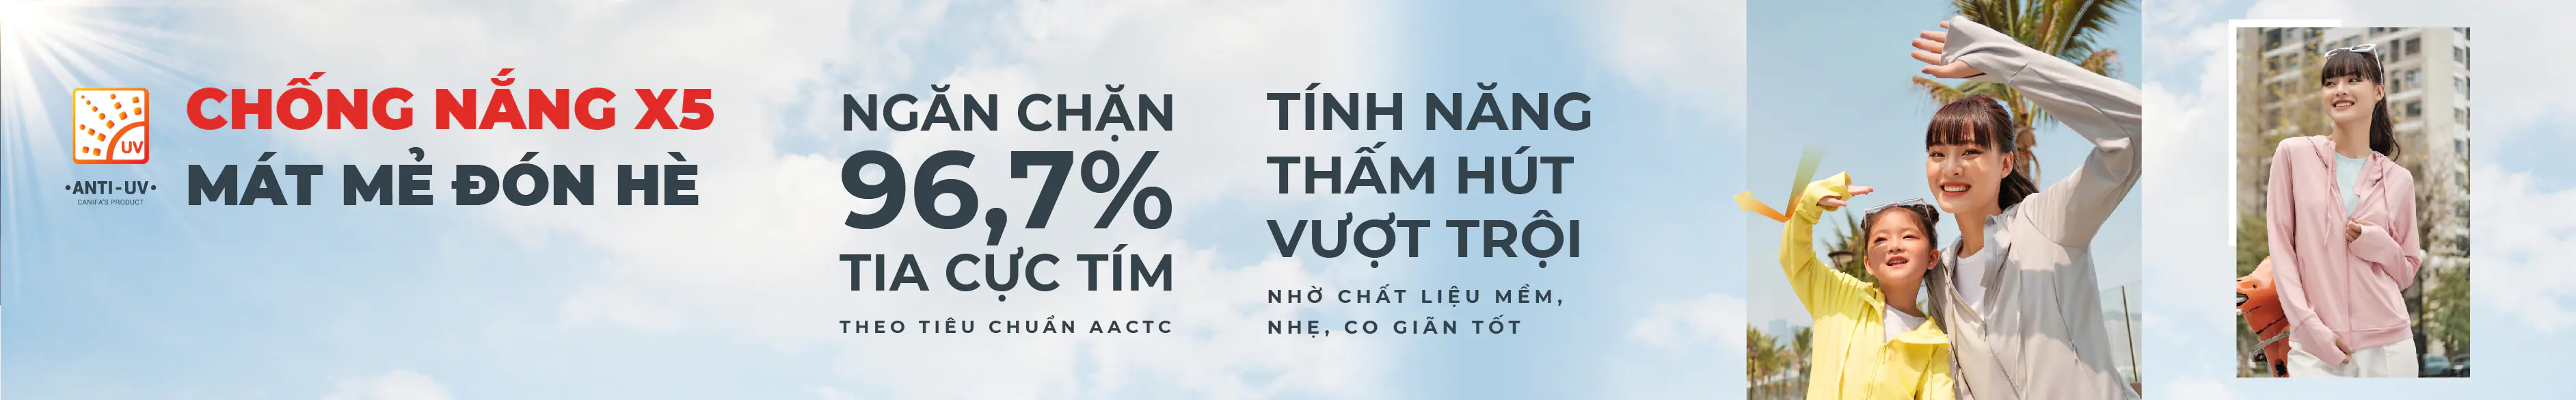 UV
•ANTI-UV•
CANIFA'S PRODUCT
CHỐNG NẮNG X5
MÁT MẺ ĐÓN HÈ
NGĂN CHẶN
96,7%
TIA CỰC TÍM
THEO TIÊU CHUẨN AACTC
TÍNH NĂNG
THẤM HÚT
VƯỢT TRỘI
NHỜ CHẤT LIỆU MỀM,
NHẸ, CO GIÃN TỐT